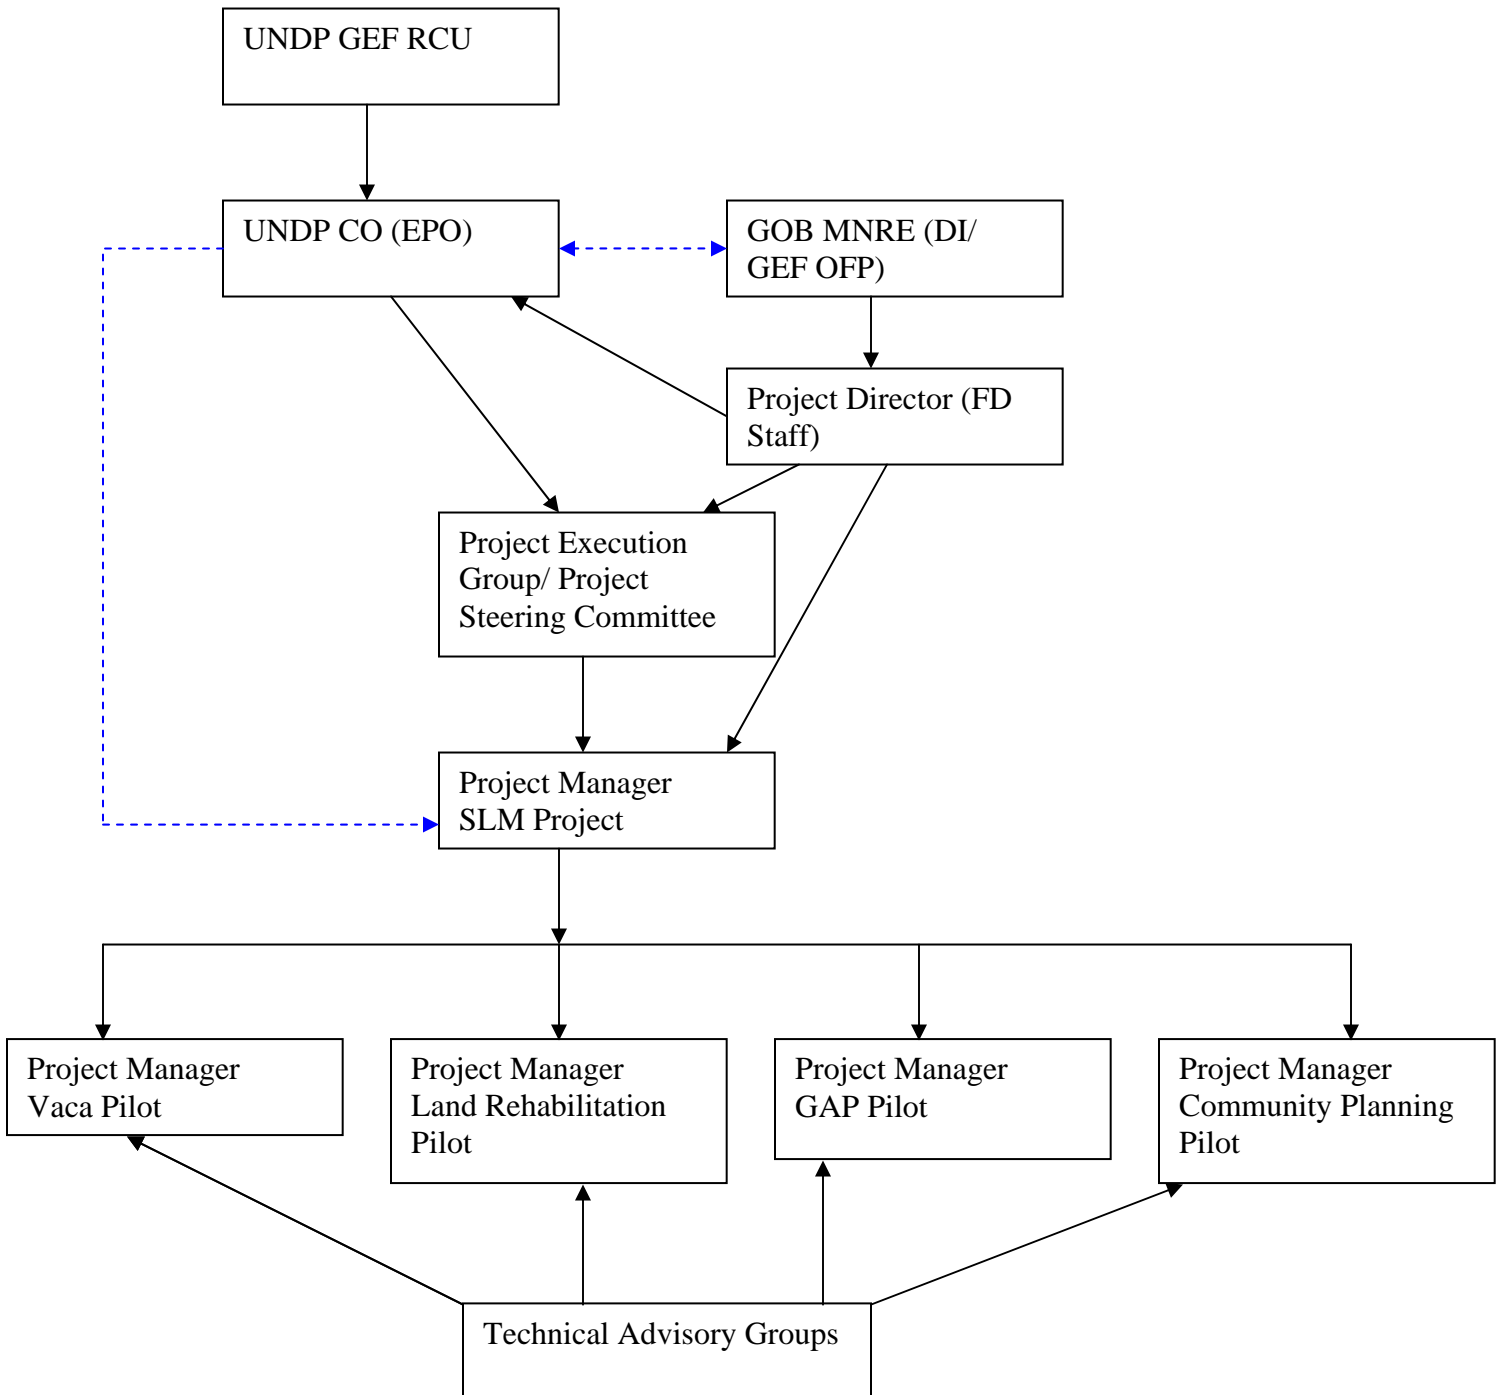 UNDP GEF RCU
UNDP CO (EPO)
GOB MNRE (DI/
GEF OFP)
Project Director (FD
Staff)
Project Execution
Group/ Project
Steering Committee
Project Manager
SLM Project
Project Manager
Vaca Pilot
Project Manager
Land Rehabilitation
Pilot
Project Manager
GAP Pilot
Project Manager
Community Planning
Pilot
Technical Advisory Groups